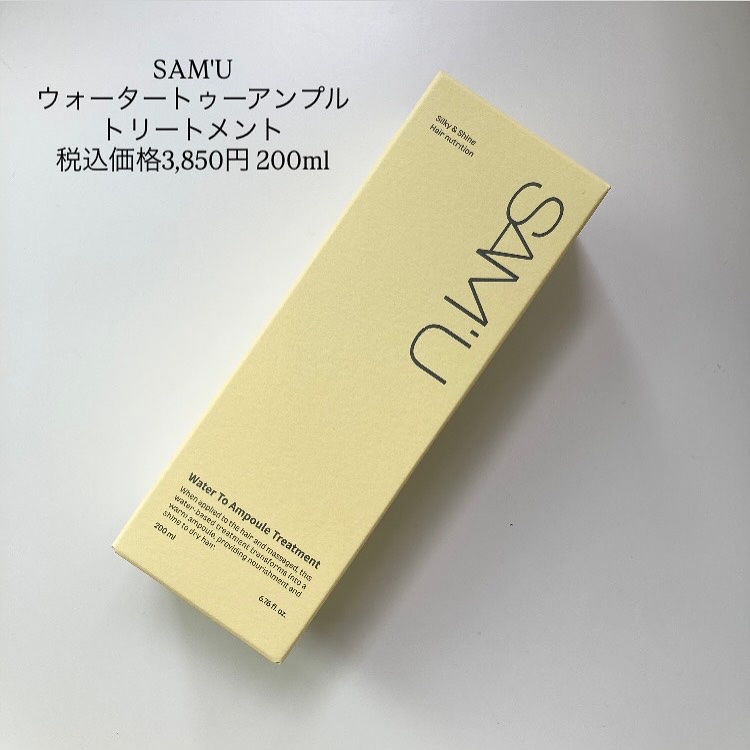 SAM'U
ウォータートゥーアンプル
トリートメント
税込価格3,850円 200ml
Silky & Shine
Hair nutrition
SAM'U
Water To Ampoule Treatment
When applied to the hair and massaged, this
water-based treatment transforms into a
warm ampoule, providing nourishment and
shine to dry hair.
200 ml
6.76 fl. oz.